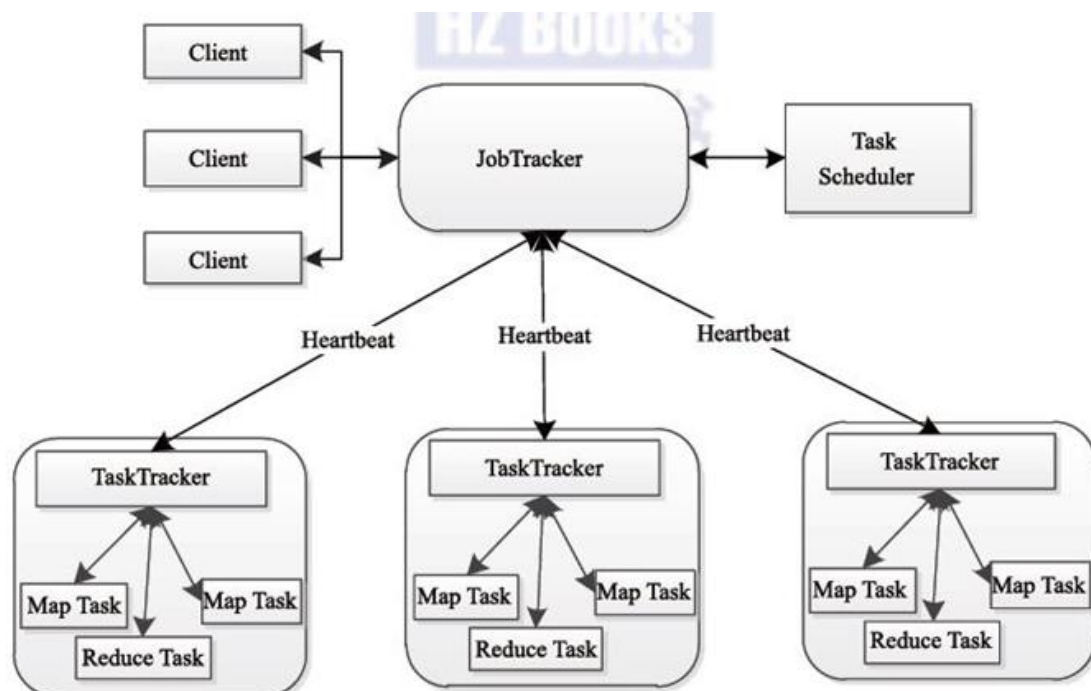 HZ BOOKS
Client
Client
Client
JobTracker
Task
Scheduler
Heartbeat
Heartbeat
Heartbeat
TaskTracker
Map Task
Map Task
Reduce Task
TaskTracker
Map Task
Map Task
Reduce Task
TaskTracker
Map Task
Map Task
Reduce Task